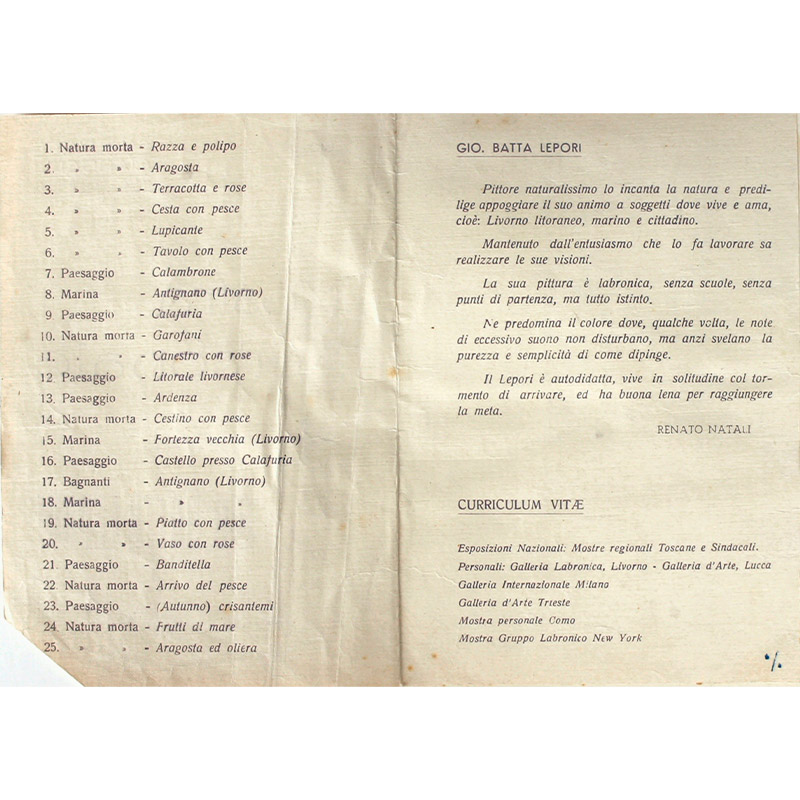 1. Natura morta - Razza e polipo
2. » » - Aragosta
3. » » - Terracotta e rose
4. » » - Cesta con pesce
5. » » - Lupicante
6. » » - Tavolo con pesce
7. Paesaggio - Calambrone
8. Marina - Antignano (Livorno)
9. Paesaggio - Calafuria
10. Natura morta - Garofani
11. » » - Canestro con rose
12. Paesaggio - Litorale livornese
13. Paesaggio - Ardenza
14. Natura morta - Cestino con pesce
15. Marina - Fortezza vecchia (Livorno)
16. Paesaggio - Castello presso Calafuria
17. Bagnanti - Antignano (Livorno)
18. Marina - » »
19. Natura morta - Piatto con pesce
20. » » - Vaso con rose
21. Paesaggio - Banditella
22. Natura morta - Arrivo del pesce
23. Paesaggio - (Autunno) crisantemi
24. Natura morta - Frutti di mare
25. » » - Aragosta ed oliera
GIO. BATTA LEPORI
Pittore naturalissimo lo incanta la natura e predi-
lige appoggiare il suo animo a soggetti dove vive e ama,
cioè: Livorno litoraneo, marino e cittadino.
Mantenuto dall'entusiasmo che lo fa lavorare sa
realizzare le sue visioni.
La sua pittura è labronica, senza scuole, senza
punti di partenza, ma tutto istinto.
Ne predomina il colore dove, qualche volta, le note
di eccessivo suono non disturbano, ma anzi svelano la
purezza e semplicità di come dipinge.
Il Lepori è autodidatta, vive in solitudine col tor-
mento di arrivare, ed ha buona lena per raggiungere
la meta.
RENATO NATALI
CURRICULUM VITÆ
Esposizioni Nazionali: Mostre regionali Toscane e Sindacali.
Personali: Galleria Labronica, Livorno - Galleria d'Arte, Lucca
Galleria Internazionale Milano
Galleria d'Arte Trieste
Mostra personale Como
Mostra Gruppo Labronico New York